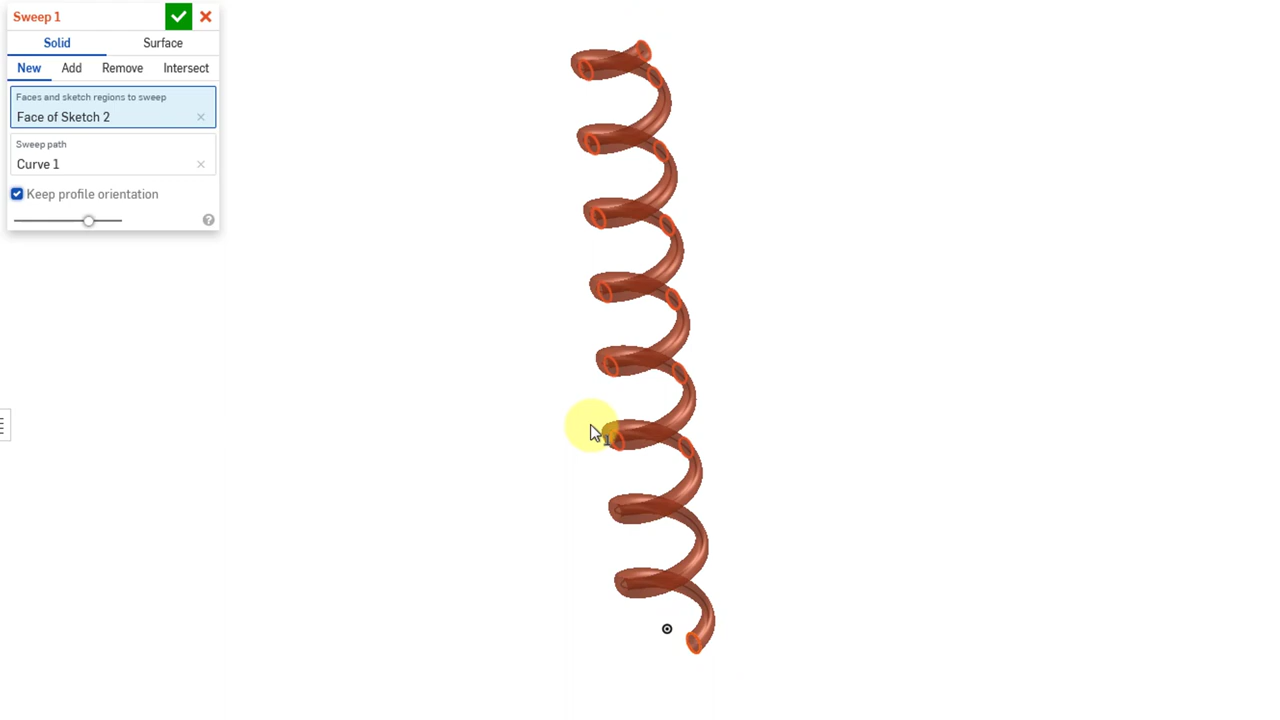 Sweep 1
Solid Surface
New Add Remove Intersect
Faces and sketch regions to sweep
Face of Sketch 2
Sweep path
Curve 1
Keep profile orientation
1